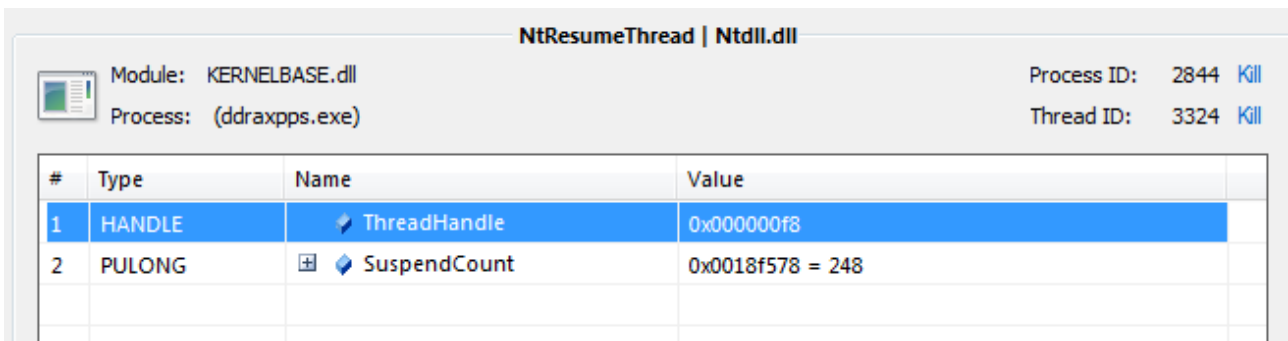 NtResumeThread | Ntdll.dll
Module: KERNELBASE.dll Process ID: 2844 Kill
Process: (ddraxpps.exe) Thread ID: 3324 Kill
# Type Name Value
1 HANDLE ThreadHandle 0x000000f8
2 PULONG SuspendCount 0x0018f578 = 248